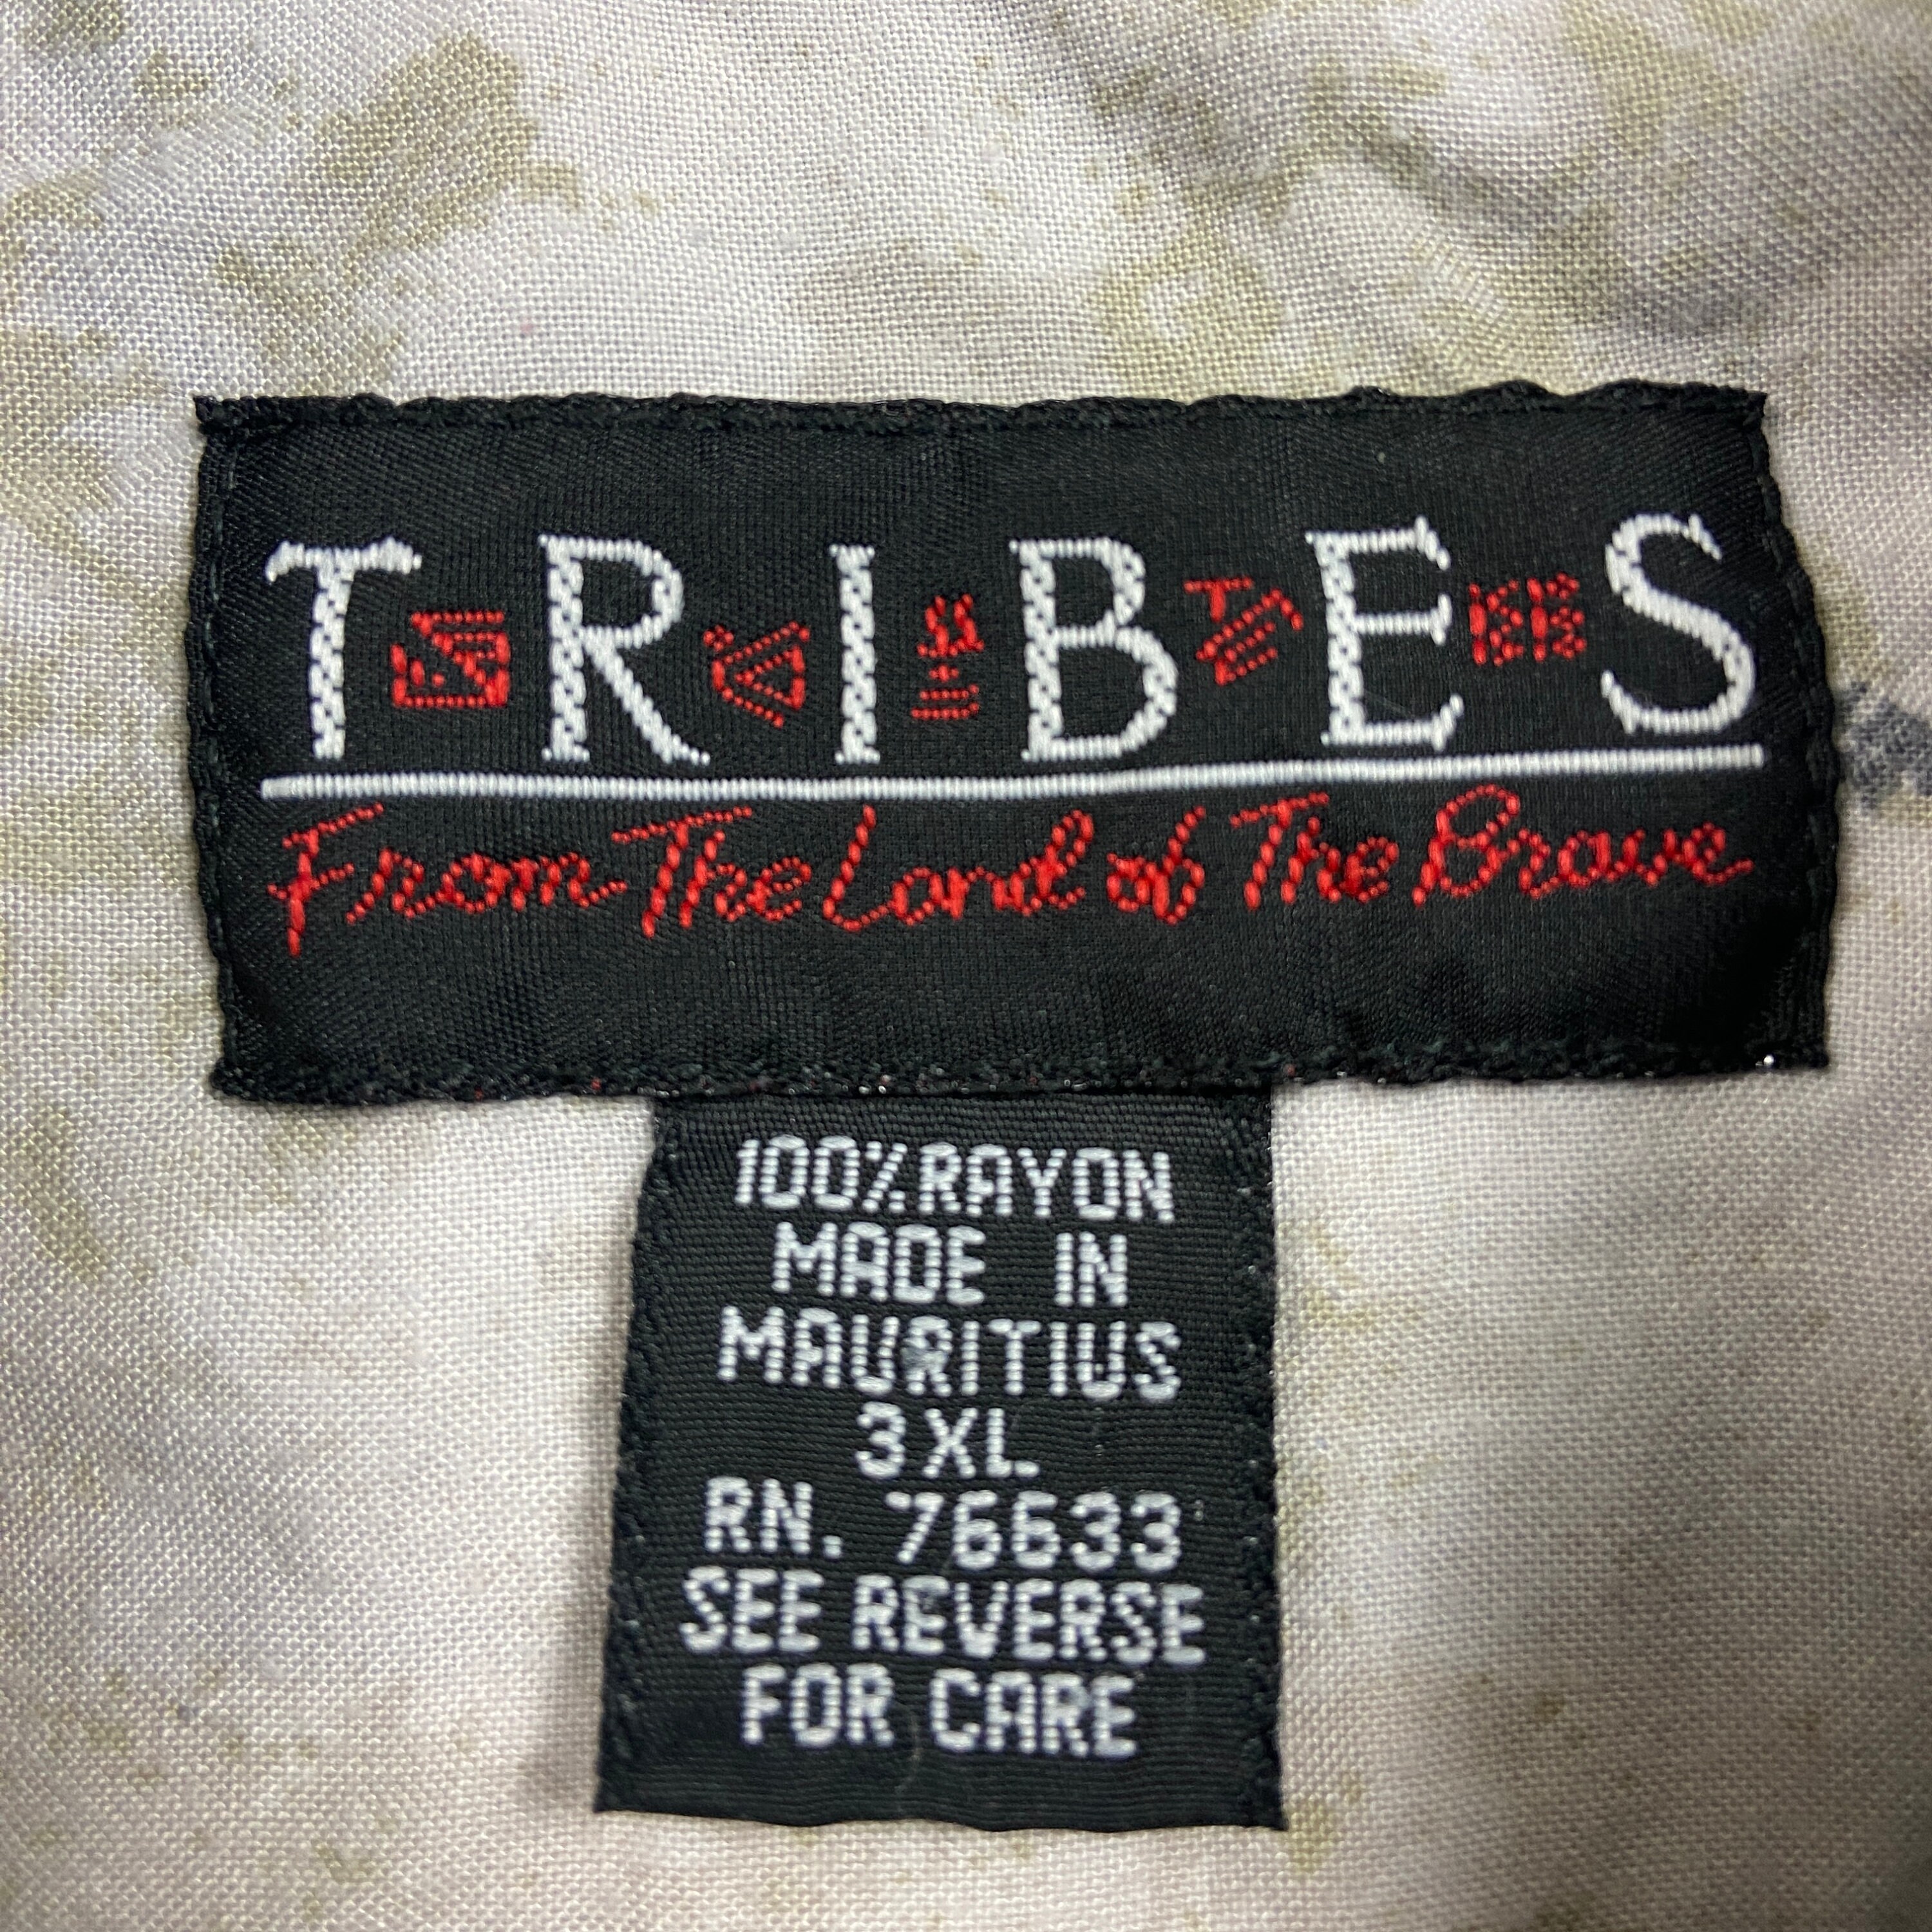 TRIBES
From The Land of The Brave
100% RAYON
MADE IN
MAURITIUS
3XL
RN. 76633
SEE REVERSE
FOR CARE